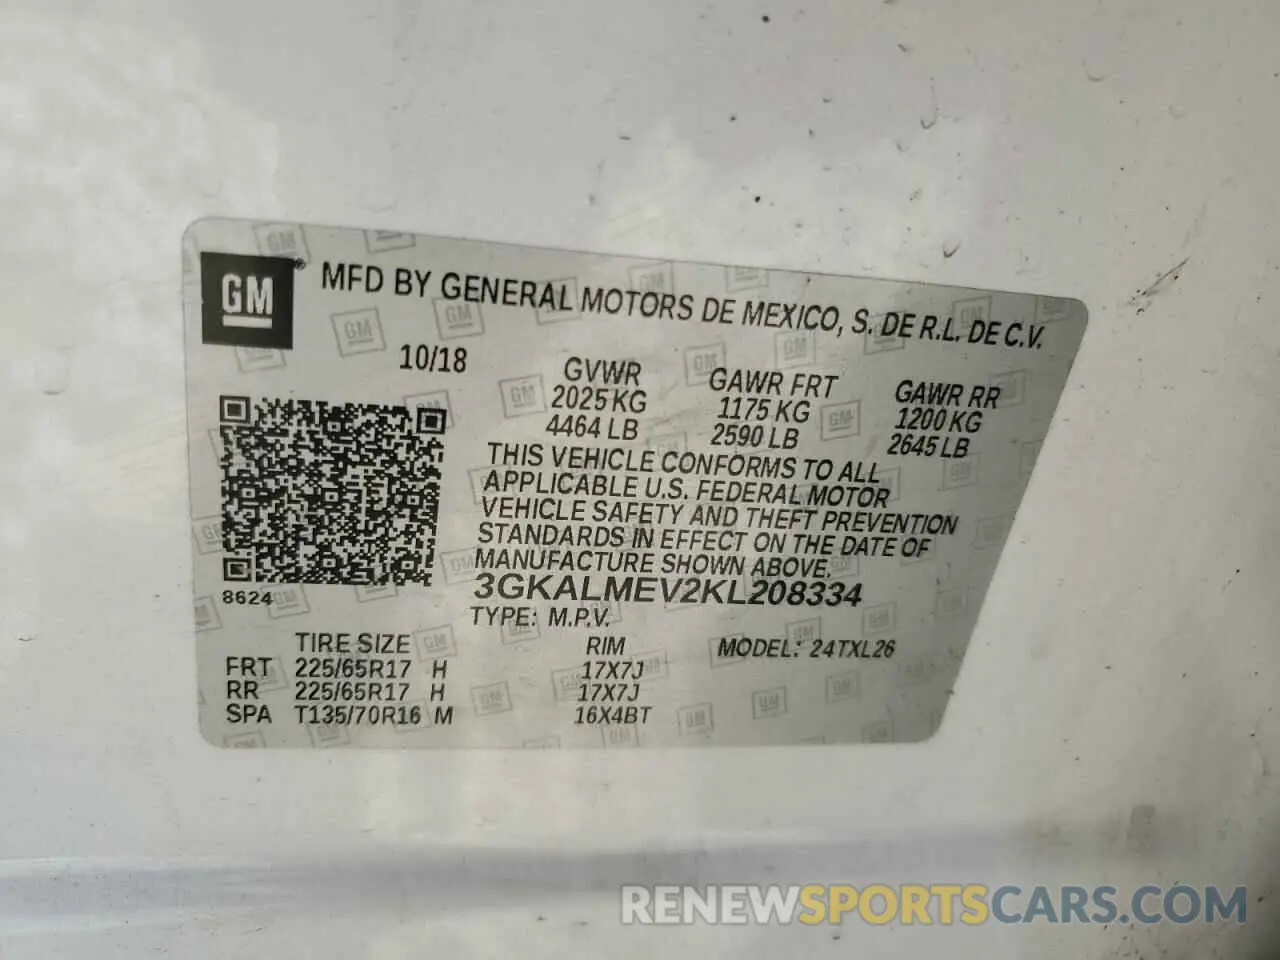 GM® MFD BY GENERAL MOTORS DE MEXICO, S. DE R.L. DE C.V.
10/18
GVWR
2025 KG
4464 LB
GAWR FRT
1175 KG
2590 LB
GAWR RR
1200 KG
2645 LB
THIS VEHICLE CONFORMS TO ALL
APPLICABLE U.S. FEDERAL MOTOR
VEHICLE SAFETY AND THEFT PREVENTION
STANDARDS IN EFFECT ON THE DATE OF
MANUFACTURE SHOWN ABOVE.
8624
3GKALMEV2KL208334
TYPE: M.P.V.
TIRE SIZE RIM MODEL: 24TXL26
FRT 225/65R17 H 17X7J
RR 225/65R17 H 17X7J
SPA T135/70R16 M 16X4BT
RENEWSPORTSCARS.COM